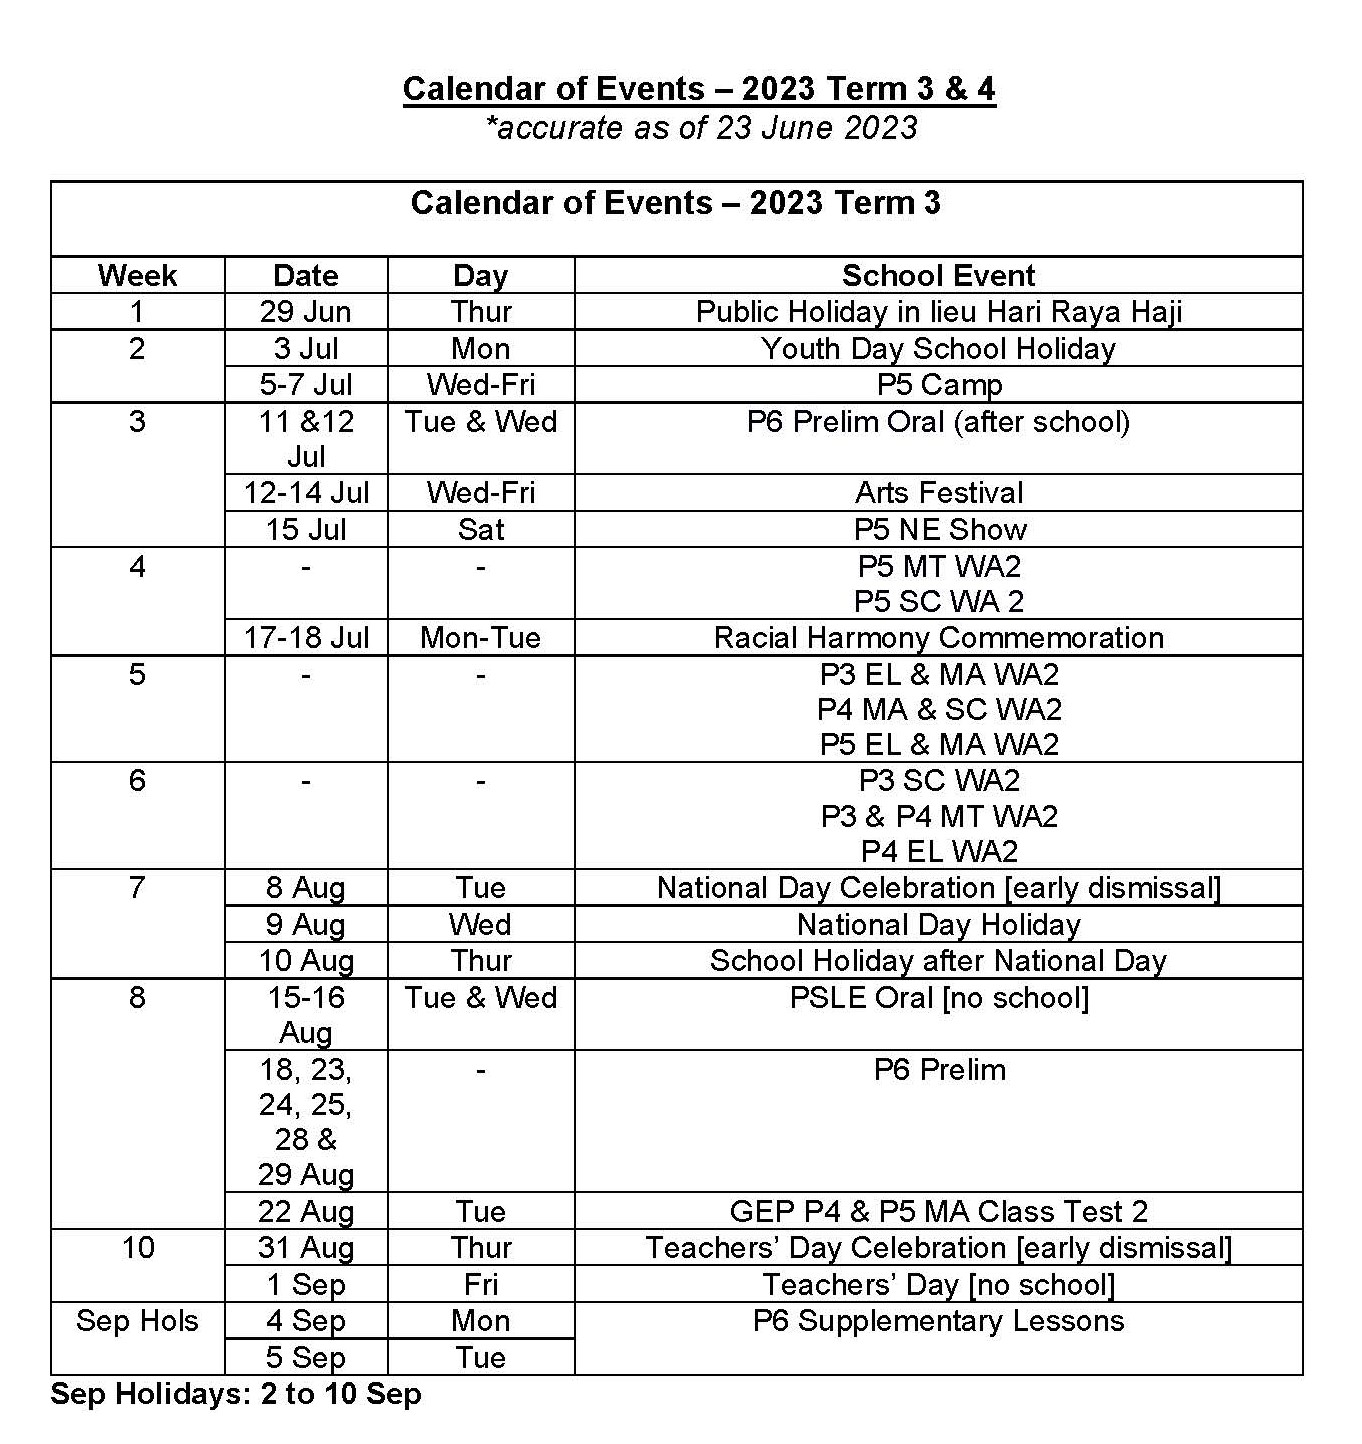 Calendar of Events – 2023 Term 3 & 4
*accurate as of 23 June 2023
Calendar of Events – 2023 Term 3
Week Date Day School Event
1 29 Jun Thur Public Holiday in lieu Hari Raya Haji
2 3 Jul Mon Youth Day School Holiday
5-7 Jul Wed-Fri P5 Camp
3 11 &12 Tue & Wed P6 Prelim Oral (after school)
Jul
12-14 Jul Wed-Fri Arts Festival
15 Jul Sat P5 NE Show
4 - - P5 MT WA2
P5 SC WA 2
17-18 Jul Mon-Tue Racial Harmony Commemoration
5 - - P3 EL & MA WA2
P4 MA & SC WA2
P5 EL & MA WA2
6 - - P3 SC WA2
P3 & P4 MT WA2
P4 EL WA2
7 8 Aug Tue National Day Celebration [early dismissal]
9 Aug Wed National Day Holiday
10 Aug Thur School Holiday after National Day
8 15-16 Tue & Wed PSLE Oral [no school]
Aug
18, 23, - P6 Prelim
24, 25,
28 &
29 Aug
22 Aug Tue GEP P4 & P5 MA Class Test 2
10 31 Aug Thur Teachers’ Day Celebration [early dismissal]
1 Sep Fri Teachers’ Day [no school]
Sep Hols 4 Sep Mon P6 Supplementary Lessons
5 Sep Tue
Sep Holidays: 2 to 10 Sep